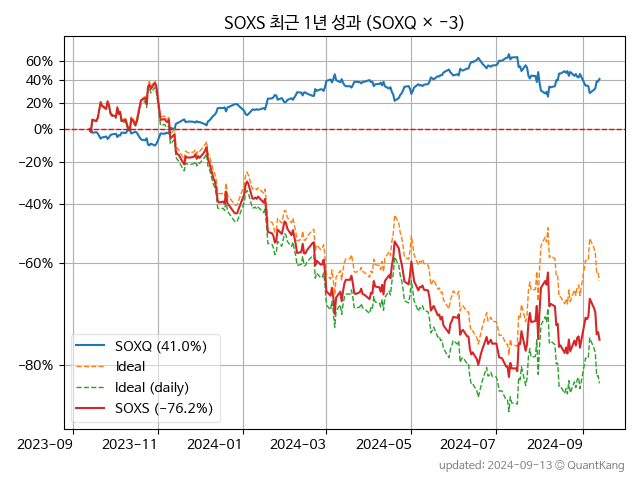 SOXS 최근 1년 성과 (SOXQ × −3)
60%
40%
20%
0%
−20%
−40%
−60%
−80%
SOXQ (41.0%)
Ideal
Ideal (daily)
SOXS (−76.2%)
2023-09
2023-11
2024-01
2024-03
2024-05
2024-07
2024-09
updated: 2024-09-13 © QuantKang